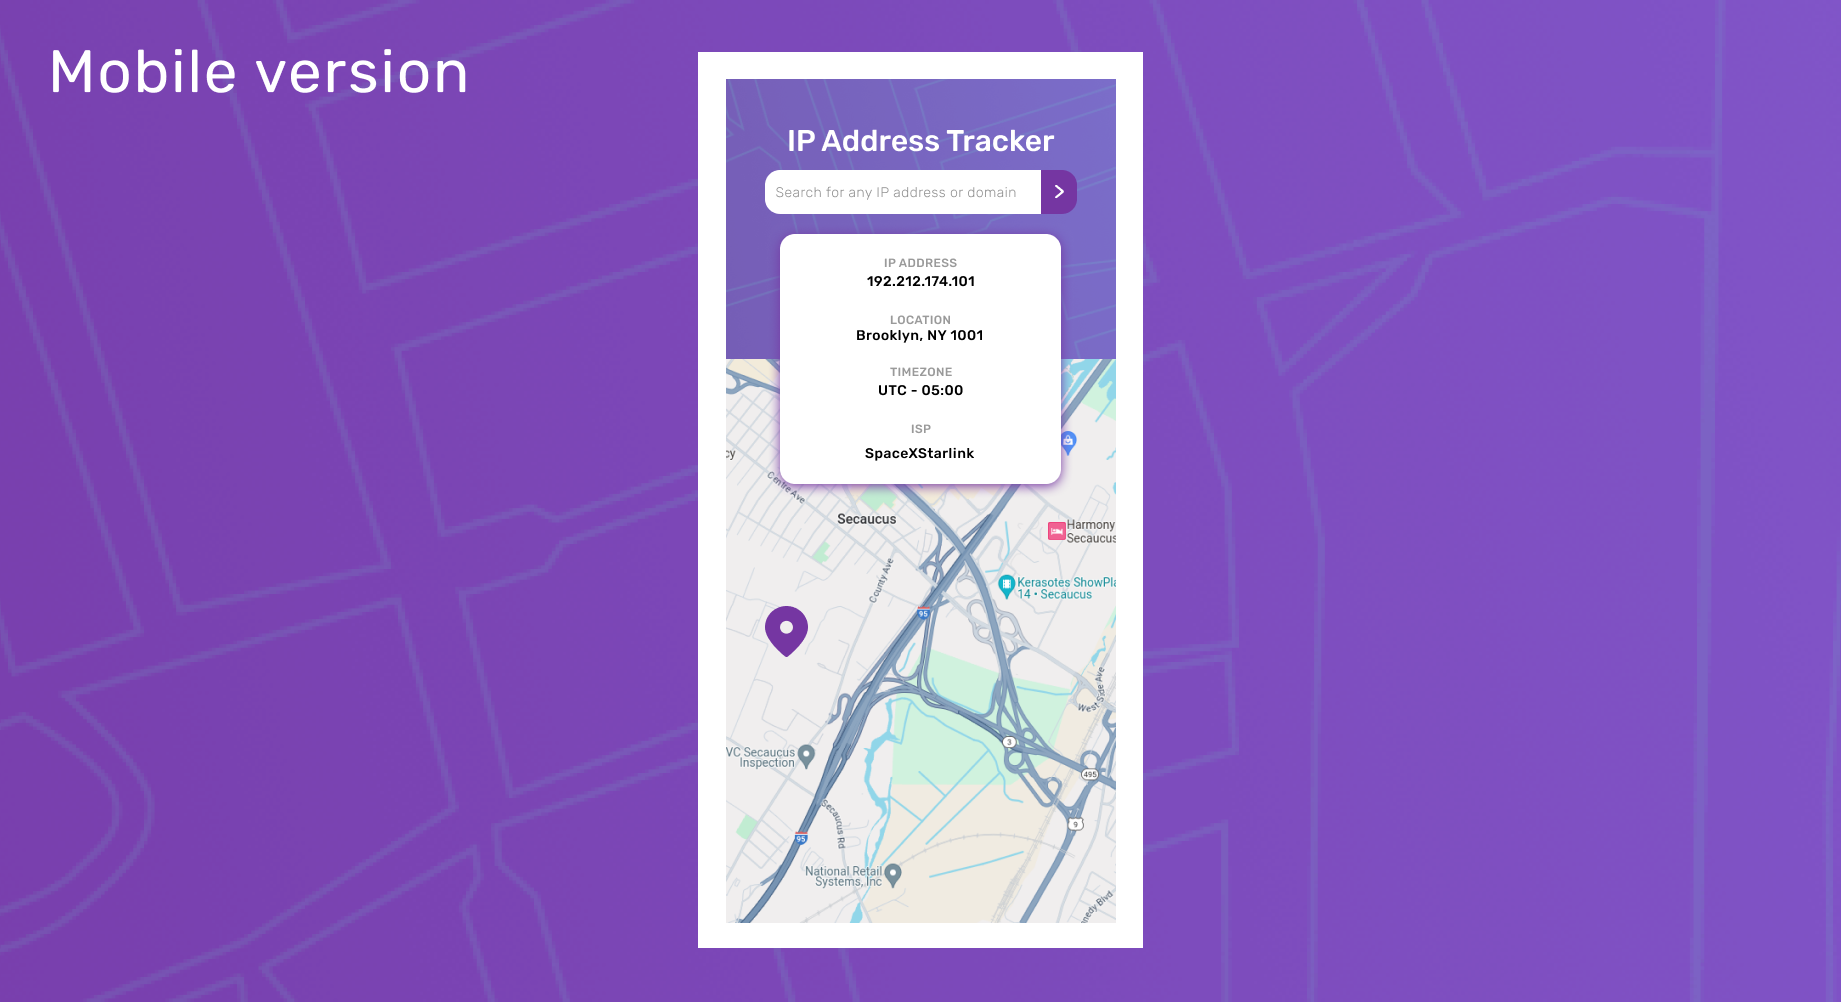 Mobile version
IP Address Tracker
Search for any IP address or domain
IP ADDRESS
192.212.174.101
LOCATION
Brooklyn, NY 1001
TIMEZONE
UTC - 05:00
ISP
SpaceXStarlink
cy
Centre Ave
Secaucus
Harmony
Secaucus
County Ave
Kerasotes ShowPla
14 • Secaucus
95
West Side Ave
3
VC Secaucus
Inspection
495
Secaucus Rd
9
95
National Retail
Systems, Inc
nedy Blvd